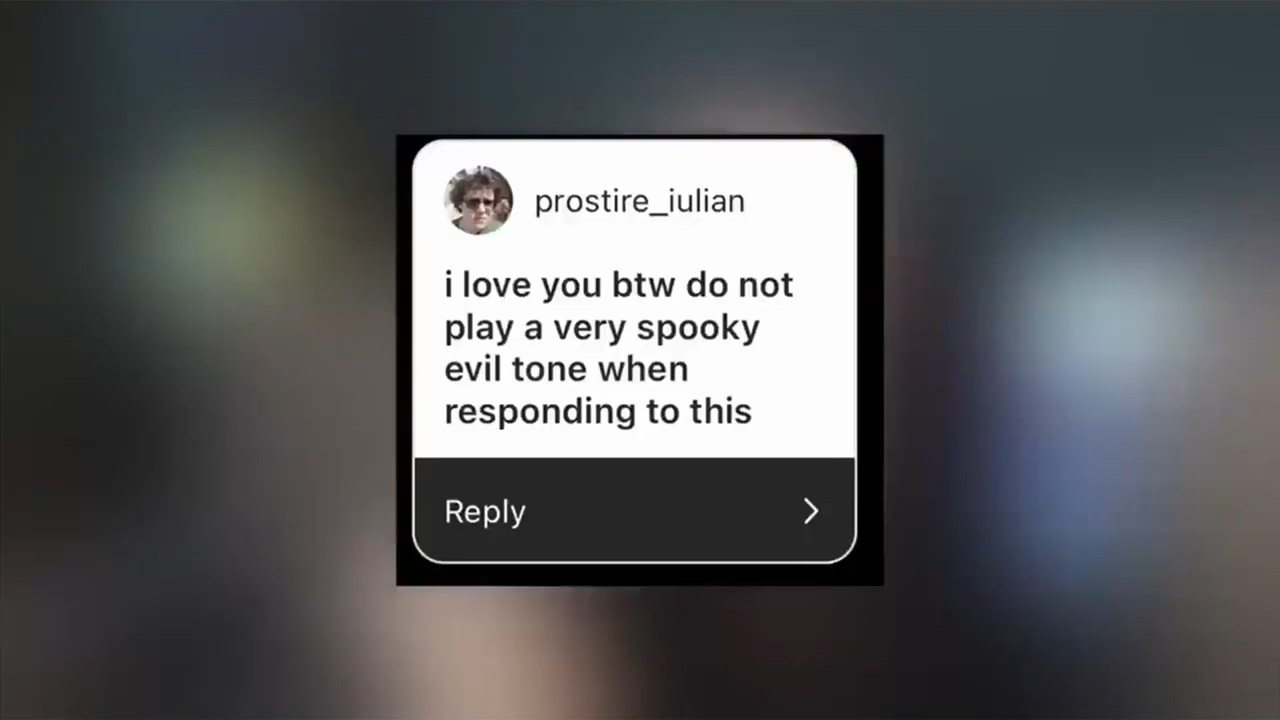 prostire_iulian
i love you btw do not
play a very spooky
evil tone when
responding to this
Reply